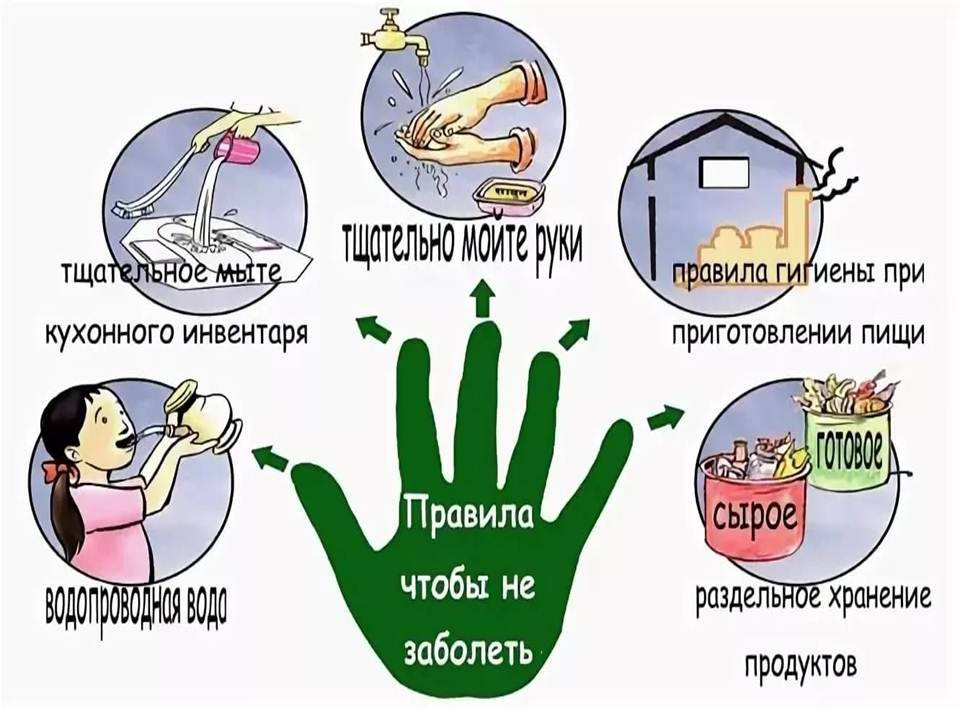 тщательно мойте руки
тщательное мыте
кухонного инвентаря
правила гигиены при
приготовлении пищи
водопроводная вода
Правила
чтобы не
заболеть
сырое
готовое
раздельное хранение
продуктов